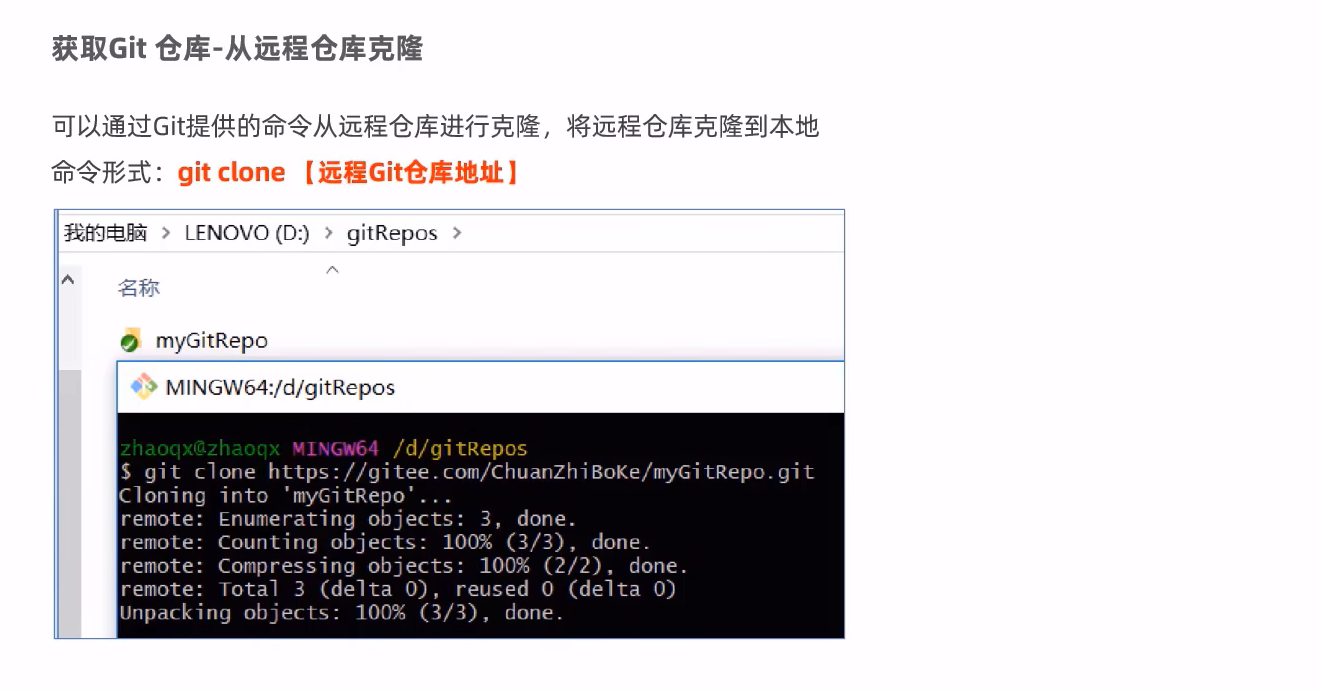 获取Git 仓库-从远程仓库克隆
可以通过Git提供的命令从远程仓库进行克隆，将远程仓库克隆到本地
命令形式：git clone 【远程Git仓库地址】
我的电脑 > LENOVO (D:) > gitRepos >
名称
myGitRepo
MINGW64:/d/gitRepos
zhaoqx@zhaoqx MINGW64 /d/gitRepos
$ git clone https://gitee.com/ChuanZhiBoKe/myGitRepo.git
Cloning into 'myGitRepo'...
remote: Enumerating objects: 3, done.
remote: Counting objects: 100% (3/3), done.
remote: Compressing objects: 100% (2/2), done.
remote: Total 3 (delta 0), reused 0 (delta 0)
Unpacking objects: 100% (3/3), done.